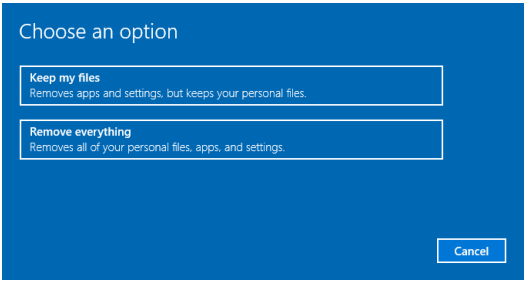 Choose an option
Keep my files
Removes apps and settings, but keeps your personal files.
Remove everything
Removes all of your personal files, apps, and settings.
Cancel